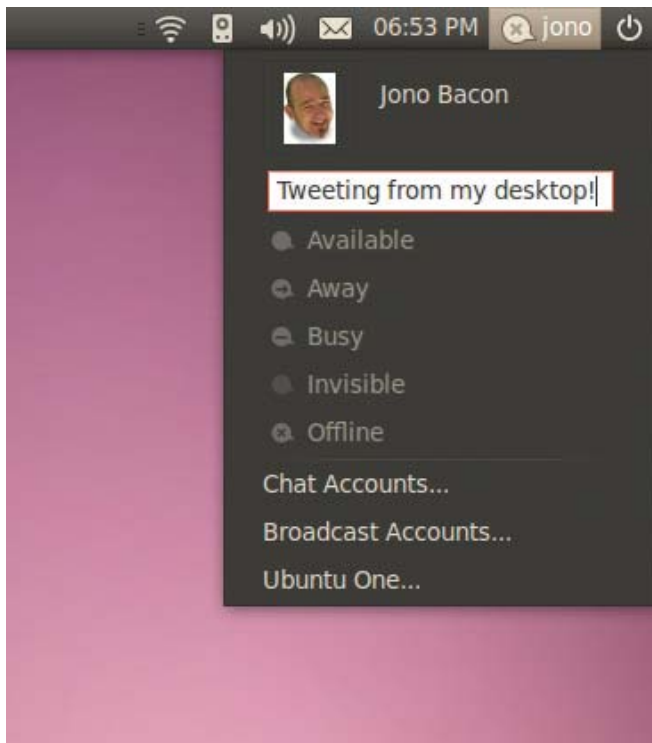 06:53 PM jono
Jono Bacon
Tweeting from my desktop!
Available
Away
Busy
Invisible
Offline
Chat Accounts...
Broadcast Accounts...
Ubuntu One...